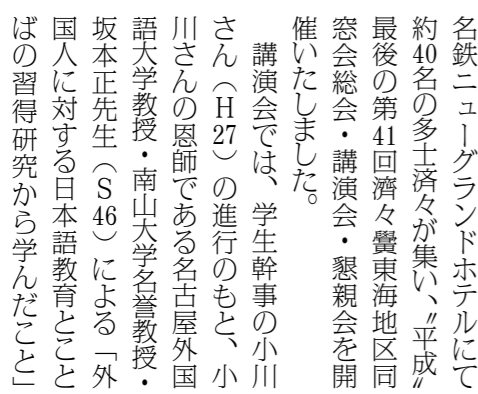 名鉄ニューグランドホテルにて
約40名の多士済々が集い、〝平成〟
最後の第41回濟々黌東海地区同
窓会総会・講演会・懇親会を開
催いたしました。
講演会では、学生幹事の小川
さん（H27）の進行のもと、小
川さんの恩師である名古屋外国
語大学教授・南山大学名誉教授・
坂本正先生（S46）による「外
国人に対する日本語教育とこと
ばの習得研究から学んだこと」